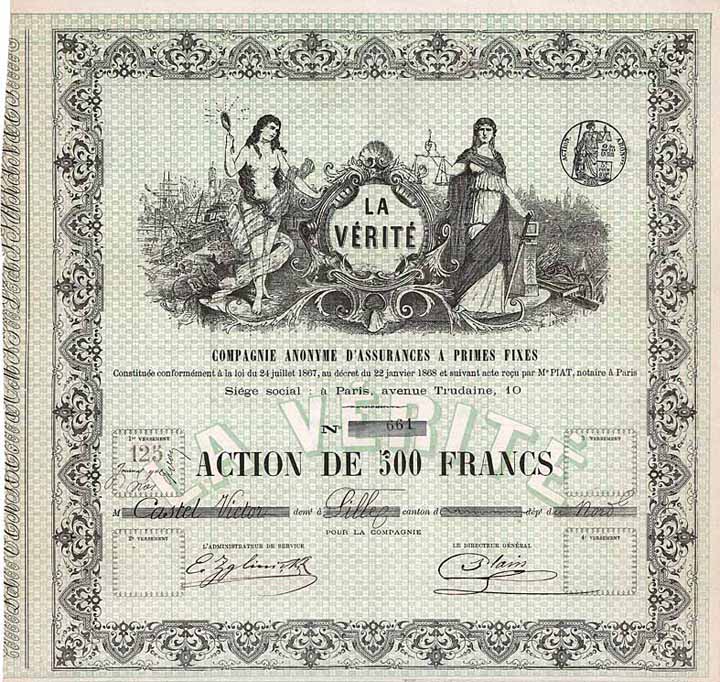 LA
VÉRITÉ
ACTION
COMPAGNIE ANONYME D'ASSURANCES A PRIMES FIXES
Constituée conformément à la loi du 24 juillet 1867, au décret du 22 janvier 1868 et suivant acte reçu par Me PIAT, notaire à Paris
Siége social : à Paris, avenue Trudaine, 10
LA VÉRITÉ
No 661
ACTION DE 500 FRANCS
1er VERSEMENT
125
3e VERSEMENT
M Castel Victor demt à Lille canton d dépt du Nord
POUR LA COMPAGNIE
2e VERSEMENT
L'ADMINISTRATEUR DE SERVICE
LE DIRECTEUR GÉNÉRAL
4e VERSEMENT